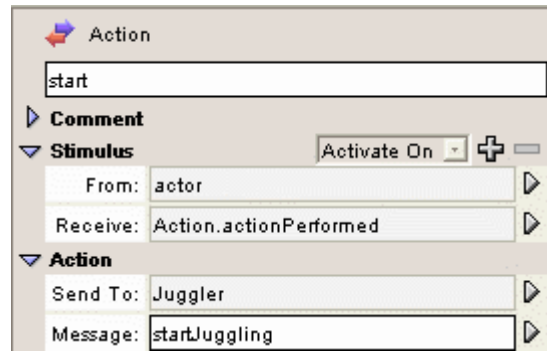 Action
start
Comment
Stimulus Activate On
From: actor
Receive: Action.actionPerformed
Action
Send To: Juggler
Message: startJuggling